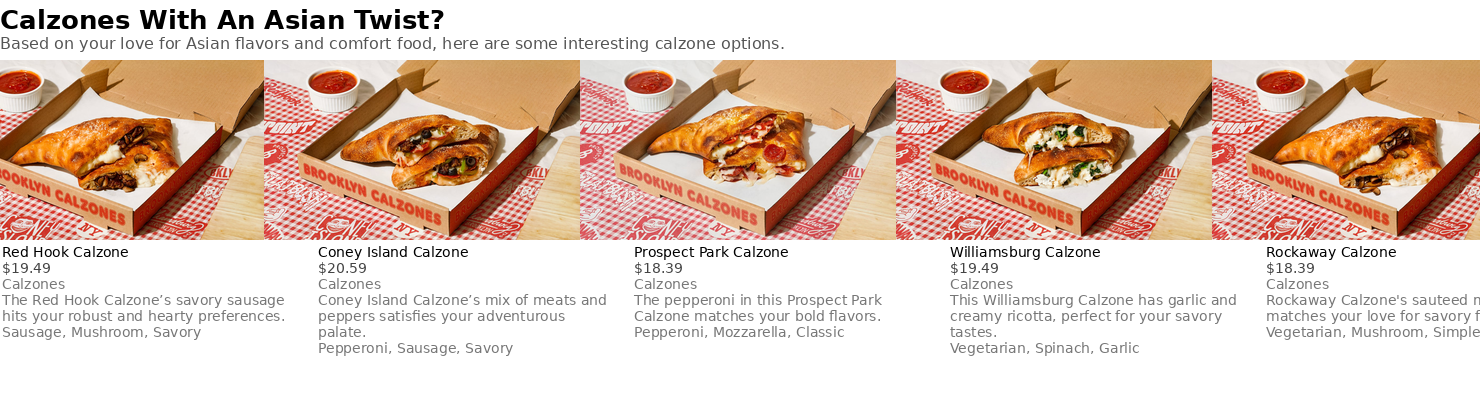 Calzones With An Asian Twist?
Based on your love for Asian flavors and comfort food, here are some interesting calzone options.
BROOKLYN CALZONES
BROOKLYN CALZONES
BROOKLYN CALZONES
BROOKLYN CALZONES
BROOKLYN CALZONES
Red Hook Calzone
$19.49
Calzones
The Red Hook Calzone’s savory sausage
hits your robust and hearty preferences.
Sausage, Mushroom, Savory
Coney Island Calzone
$20.59
Calzones
Coney Island Calzone’s mix of meats and
peppers satisfies your adventurous
palate.
Pepperoni, Sausage, Savory
Prospect Park Calzone
$18.39
Calzones
The pepperoni in this Prospect Park
Calzone matches your bold flavors.
Pepperoni, Mozzarella, Classic
Williamsburg Calzone
$19.49
Calzones
This Williamsburg Calzone has garlic and
creamy ricotta, perfect for your savory
tastes.
Vegetarian, Spinach, Garlic
Rockaway Calzone
$18.39
Calzones
Rockaway Calzone's sauteed
matches your love for savory
Vegetarian, Mushroom, Simple